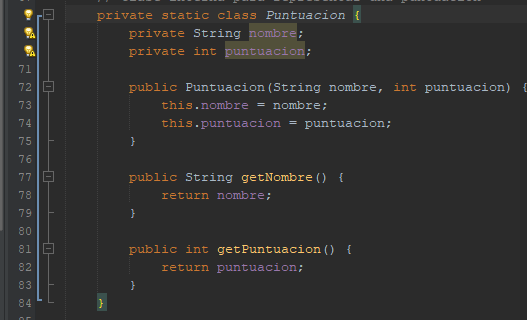 private static class Puntuacion {
private String nombre;
private int puntuacion;
71
72 public Puntuacion(String nombre, int puntuacion) {
73 this.nombre = nombre;
74 this.puntuacion = puntuacion;
75 }
76
77 public String getNombre() {
78 return nombre;
79 }
80
81 public int getPuntuacion() {
82 return puntuacion;
83 }
84 }